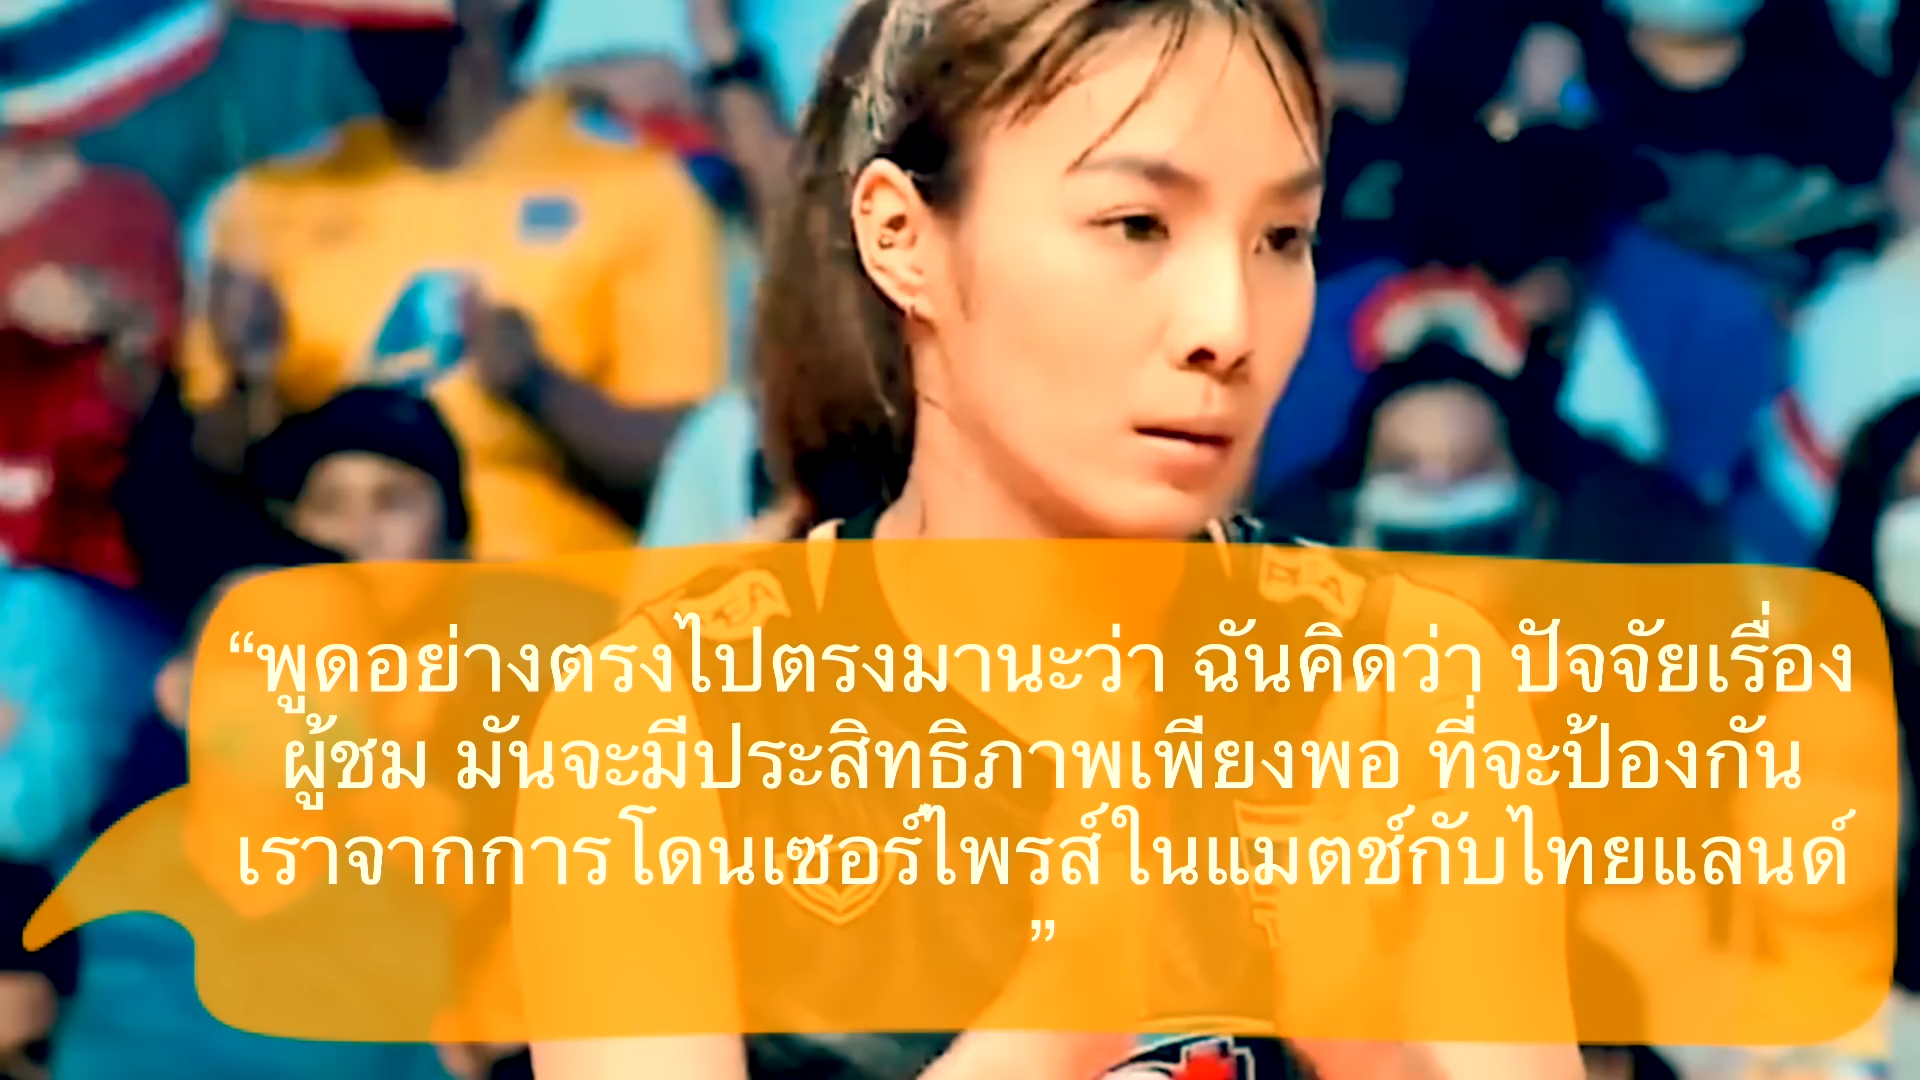 “พูดอย่างตรงไปตรงมานะว่า ฉันคิดว่า ปัจจัยเรื่อง
ผู้ชม มันจะมีประสิทธิภาพเพียงพอ ที่จะป้องกัน
เราจากการโดนเซอร์ไพรส์ในแมตช์กับไทยแลนด์
”